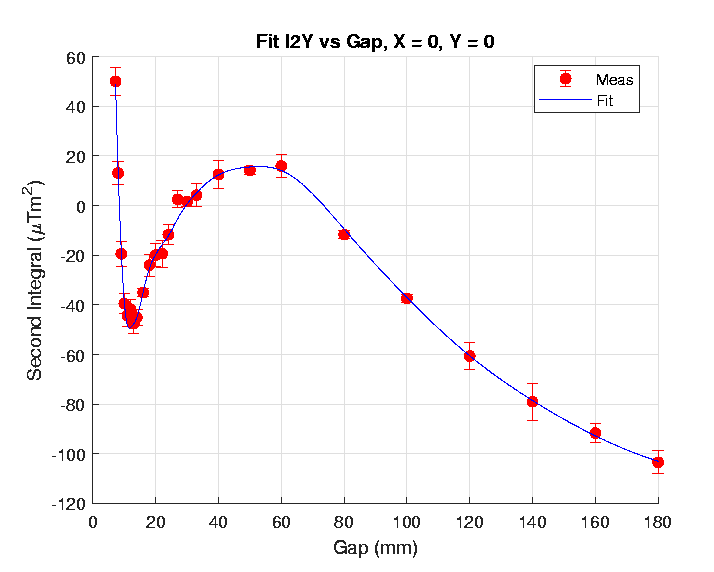 Fit I2Y vs Gap, X = 0, Y = 0
Meas
Fit
60
40
20
0
-20
-40
-60
-80
-100
-120
Second Integral (μTm²)
0 20 40 60 80 100 120 140 160 180
Gap (mm)